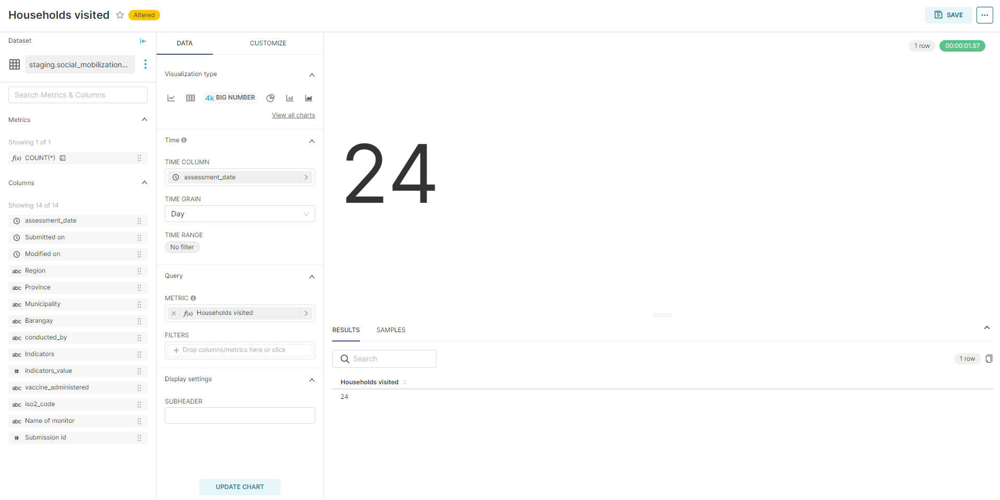 Households visited
Altered
SAVE
...
Dataset
staging.social_mobilization...
Search Metrics & Columns
Metrics
Showing 1 of 1
f(x) COUNT(*)
Columns
Showing 14 of 14
assessment_date
Submitted on
Modified on
abc Region
abc Province
abc Municipality
abc Barangay
abc conducted_by
abc Indicators
# indicators_value
abc vaccine_administered
abc iso2_code
abc Name of monitor
# Submission id
DATA
CUSTOMIZE
Visualization type
4k BIG NUMBER
View all charts
Time
TIME COLUMN
assessment_date
TIME GRAIN
Day
TIME RANGE
No filter
Query
METRIC
f(x) Households visited
FILTERS
+ Drop columns/metrics here or click
Display settings
SUBHEADER
UPDATE CHART
1 row
00:00:01.57
24
RESULTS
SAMPLES
Search
1 row
Households visited
24